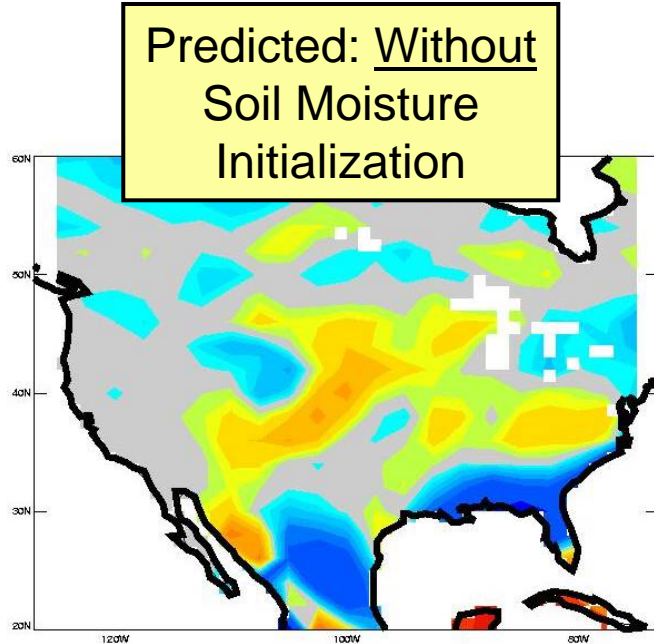 Predicted: Without
Soil Moisture
Initialization
60N
50N
40N
30N
20N
120W
100W
80W